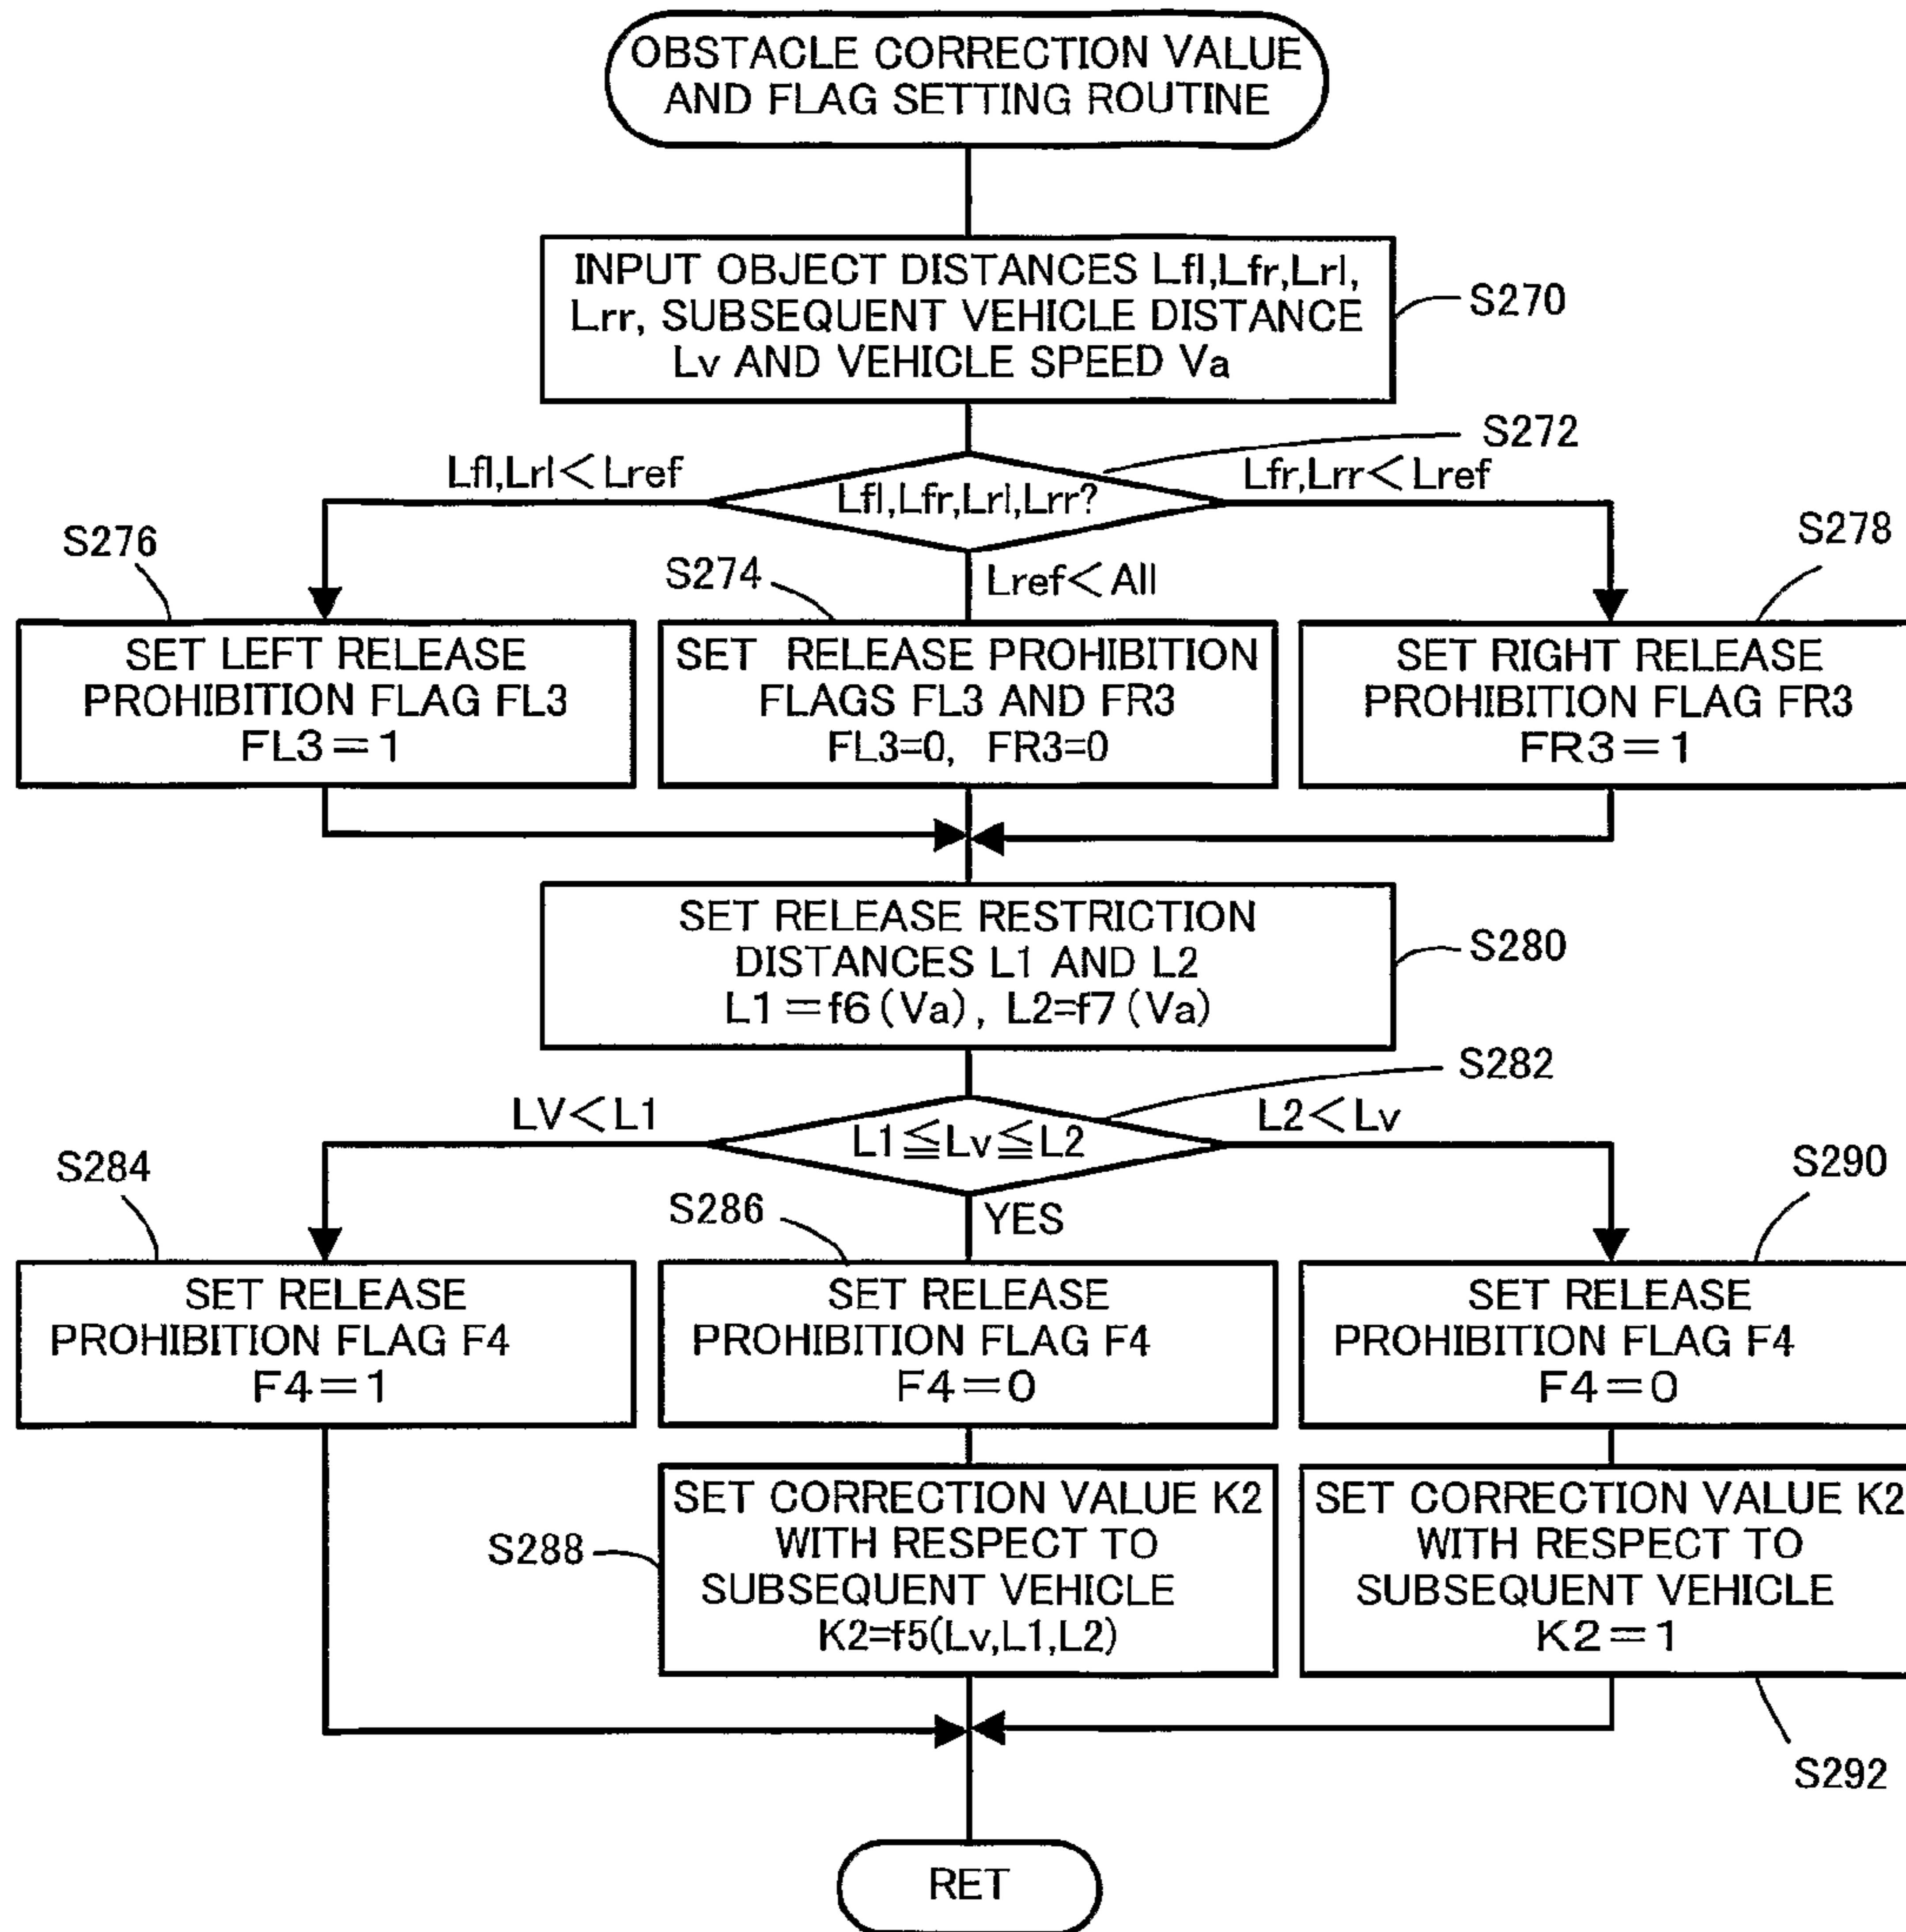 OBSTACLE CORRECTION VALUE
AND FLAG SETTING ROUTINE
INPUT OBJECT DISTANCES Lfl,Lfr,Lrl,
Lrr, SUBSEQUENT VEHICLE DISTANCE
Lv AND VEHICLE SPEED Va
S270
S272
Lfl,Lrl<Lref
Lfl,Lfr,Lrl,Lrr?
Lfr,Lrr<Lref
S276
S274
Lref<All
S278
SET LEFT RELEASE
PROHIBITION FLAG FL3
FL3=1
SET RELEASE PROHIBITION
FLAGS FL3 AND FR3
FL3=0, FR3=0
SET RIGHT RELEASE
PROHIBITION FLAG FR3
FR3=1
SET RELEASE RESTRICTION
DISTANCES L1 AND L2
L1=f6(Va), L2=f7(Va)
S280
S282
LV<L1
L1≦Lv≦L2
L2<Lv
S284
S286
YES
S290
SET RELEASE
PROHIBITION FLAG F4
F4=1
SET RELEASE
PROHIBITION FLAG F4
F4=0
SET RELEASE
PROHIBITION FLAG F4
F4=0
S288
SET CORRECTION VALUE K2
WITH RESPECT TO
SUBSEQUENT VEHICLE
K2=f5(Lv,L1,L2)
SET CORRECTION VALUE K2
WITH RESPECT TO
SUBSEQUENT VEHICLE
K2=1
S292
RET